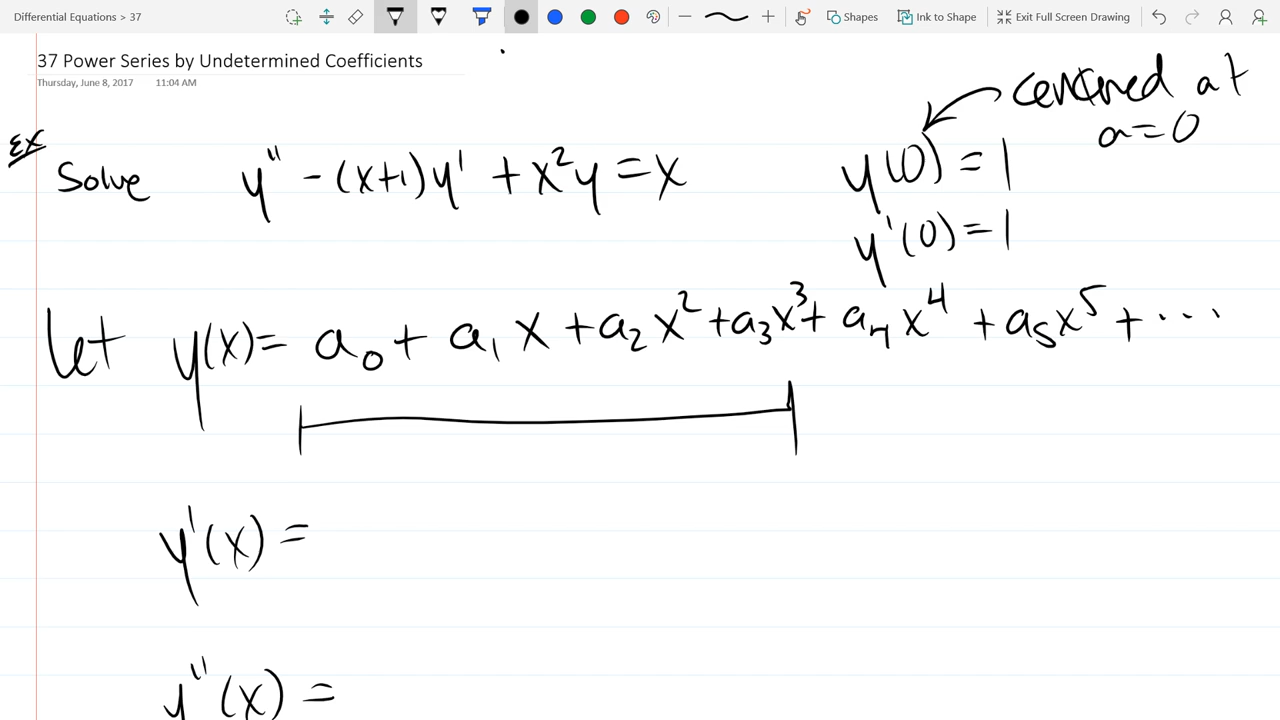 Differential Equations > 37
Shapes
Ink to Shape
Exit Full Screen Drawing
37 Power Series by Undetermined Coefficients
Thursday, June 8, 2017 11:04 AM
centered at
a=0
Ex
Solve y'' - (x+1)y' + x²y = x
y(0) = 1
y'(0) = 1
Let y(x) = a₀ + a₁x + a₂x² + a₃x³ + a₄x⁴ + a₅x⁵ + ...
y'(x) =
y''(x) =